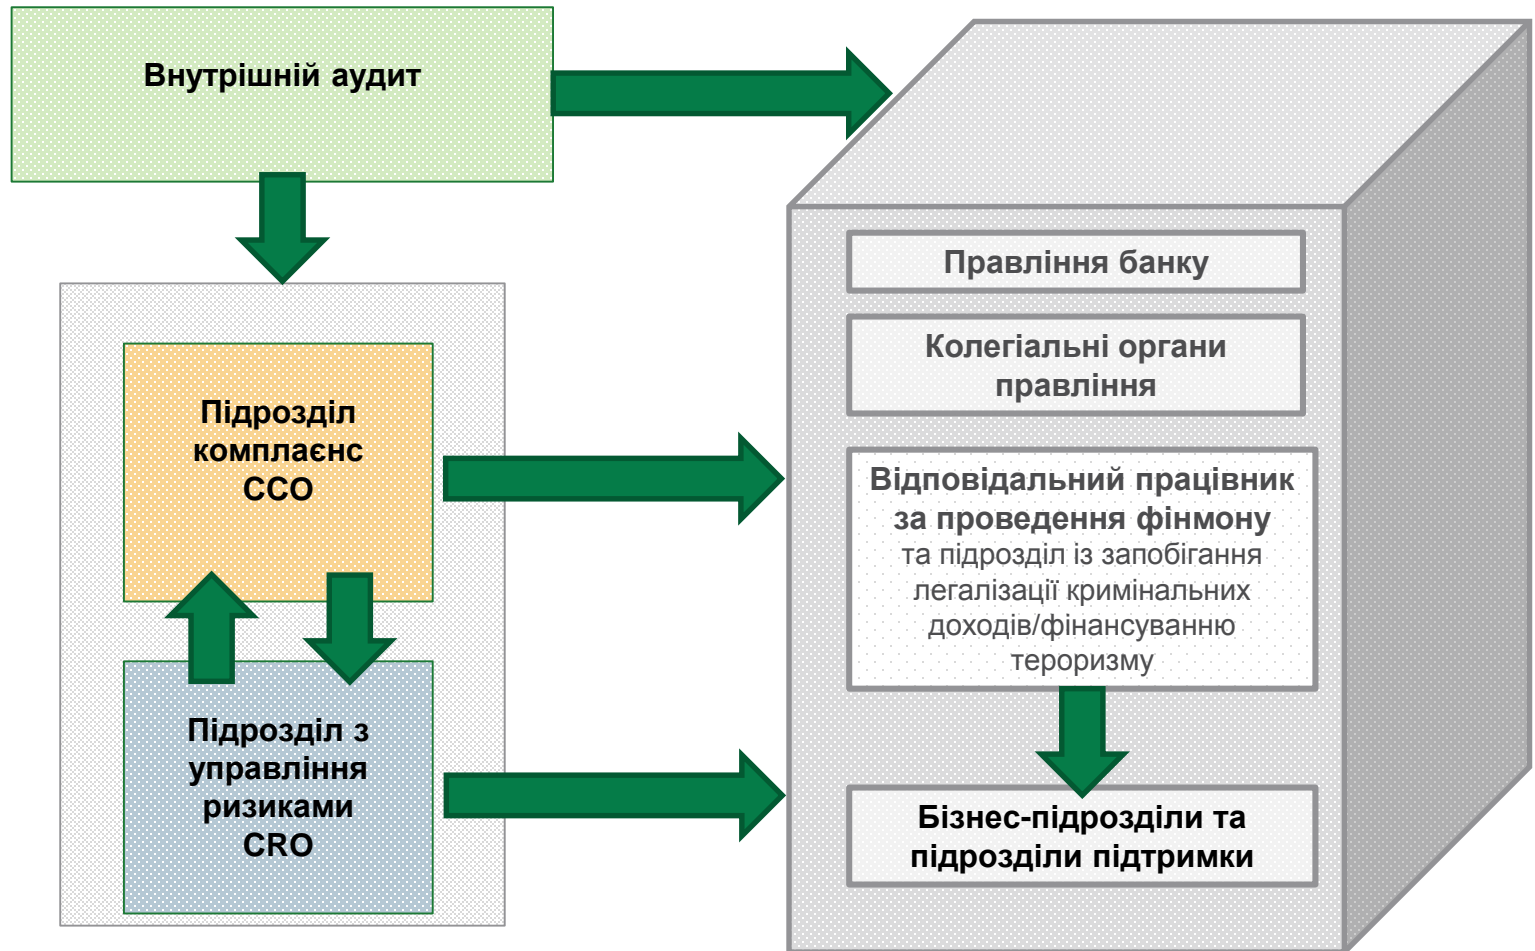 Внутрішній аудит
Підрозділ
комплаєнс
CCO
Підрозділ з
управління
ризиками
CRO
Правління банку
Колегіальні органи
правління
Відповідальний працівник
за проведення фінмону
та підрозділ із запобігання
легалізації кримінальних
доходів/фінансуванню
тероризму
Бізнес-підрозділи та
підрозділи підтримки